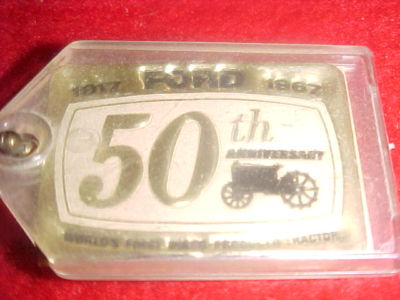 1917 FORD 1967
50th
ANNIVERSARY
WORLD'S FIRST MASS PRODUCED TRACTOR